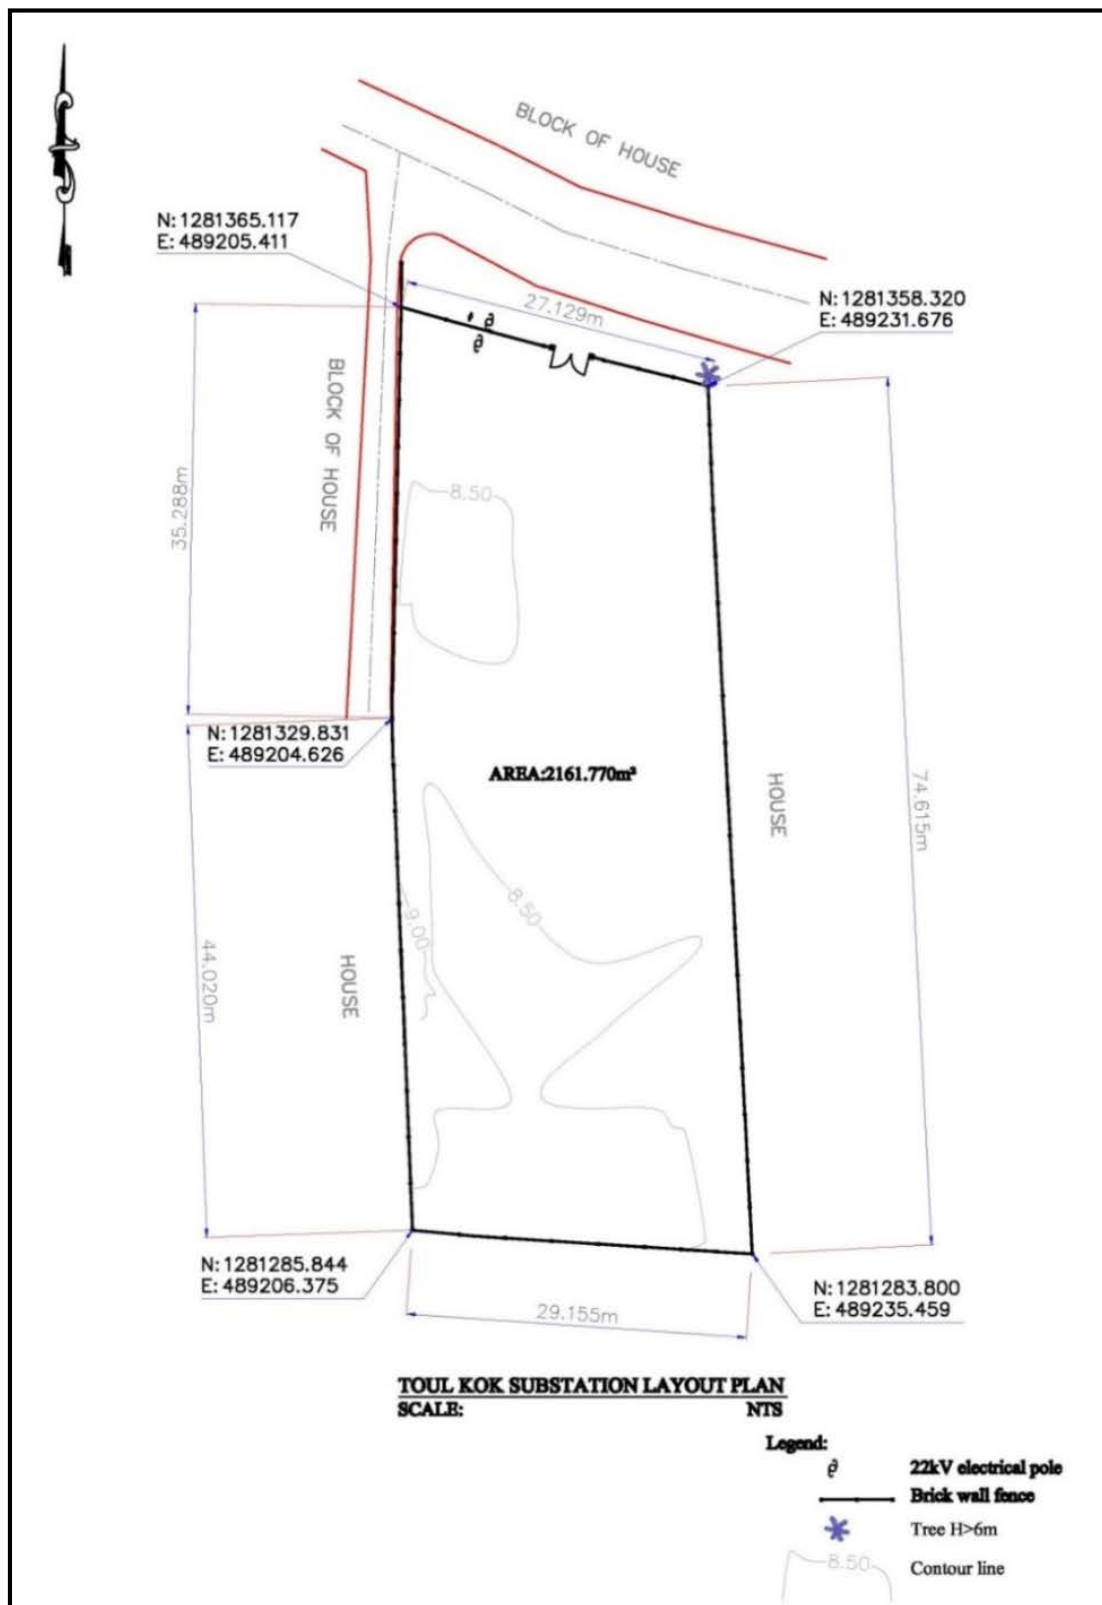 BLOCK OF HOUSE
N: 1281365.117
E: 489205.411
27.129m
N: 1281358.320
E: 489231.676
BLOCK OF HOUSE
35.288m
8.50
N: 1281329.831
E: 489204.626
AREA:2161.770m²
HOUSE
74.615m
8.50
9.00
HOUSE
44.020m
N: 1281285.844
E: 489206.375
N: 1281283.800
E: 489235.459
29.155m
TOUL KOK SUBSTATION LAYOUT PLAN
SCALE: NTS
Legend:
22kV electrical pole
Brick wall fence
Tree H>6m
8.50 Contour line